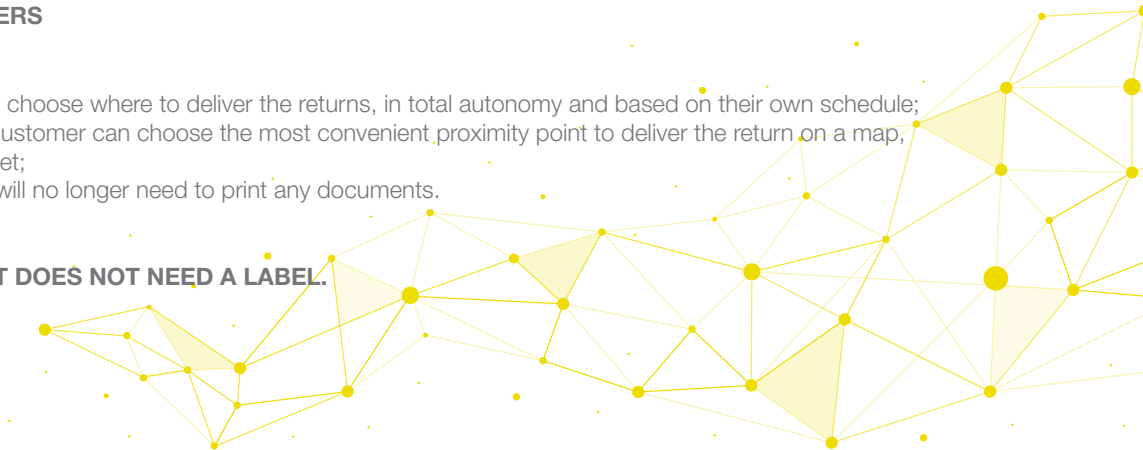 ERS
choose where to deliver the returns, in total autonomy and based on their own schedule;
customer can choose the most convenient proximity point to deliver the return on a map,
et;
will no longer need to print any documents.
T DOES NOT NEED A LABEL.